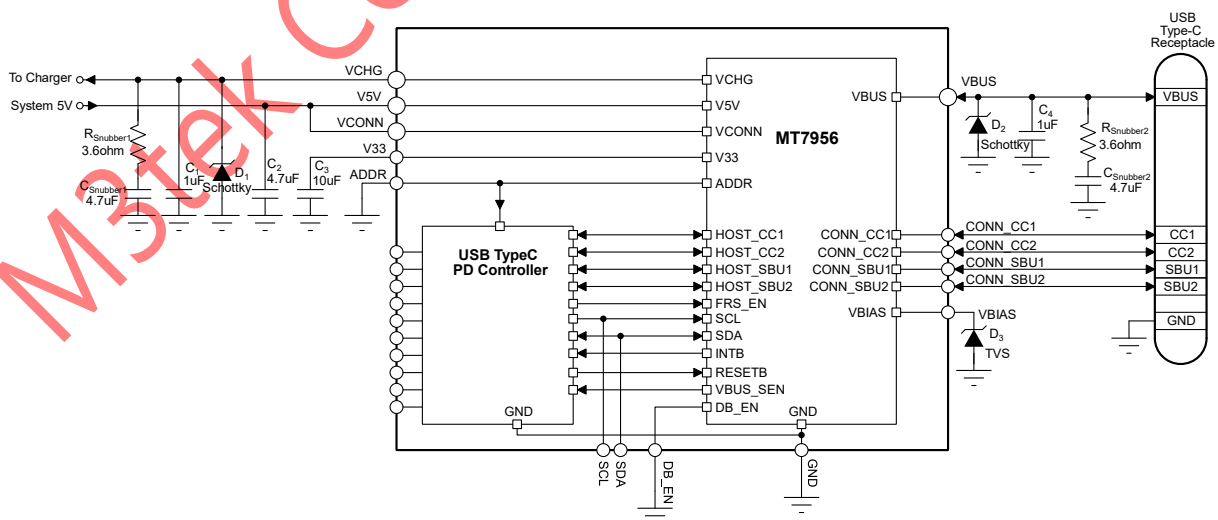 M3tek Co
USB
Type-C
Receptacle
To Charger
System 5V
VCHG
V5V
VCONN
V33
ADDR
RSnubber1
3.6ohm
CSnubber1
4.7uF
C1
1uF
D1
Schottky
C2
4.7uF
C3
10uF
USB TypeC
PD Controller
GND
VCHG
V5V
VCONN
V33
ADDR
MT7956
HOST_CC1
HOST_CC2
HOST_SBU1
HOST_SBU2
FRS_EN
SCL
SDA
INTB
RESETB
VBUS_SEN
DB_EN
GND
VBUS
CONN_CC1
CONN_CC2
CONN_SBU1
CONN_SBU2
VBIAS
SCL
SDA
DB_EN
GND
VBUS
D2
Schottky
C4
1uF
RSnubber2
3.6ohm
CSnubber2
4.7uF
CONN_CC1
CONN_CC2
CONN_SBU1
CONN_SBU2
VBIAS
D3
TVS
VBUS
CC1
CC2
SBU1
SBU2
GND